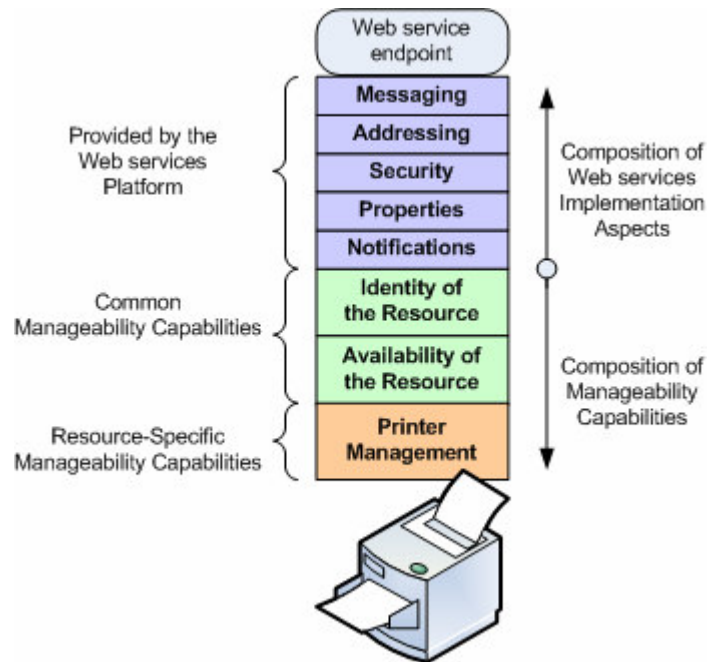 Web service
endpoint
Messaging
Addressing
Security
Properties
Notifications
Identity of
the Resource
Availability of
the Resource
Printer
Management
Provided by the
Web services
Platform
Common
Manageability Capabilities
Resource-Specific
Manageability Capabilities
Composition of
Web services
Implementation
Aspects
Composition of
Manageability
Capabilities